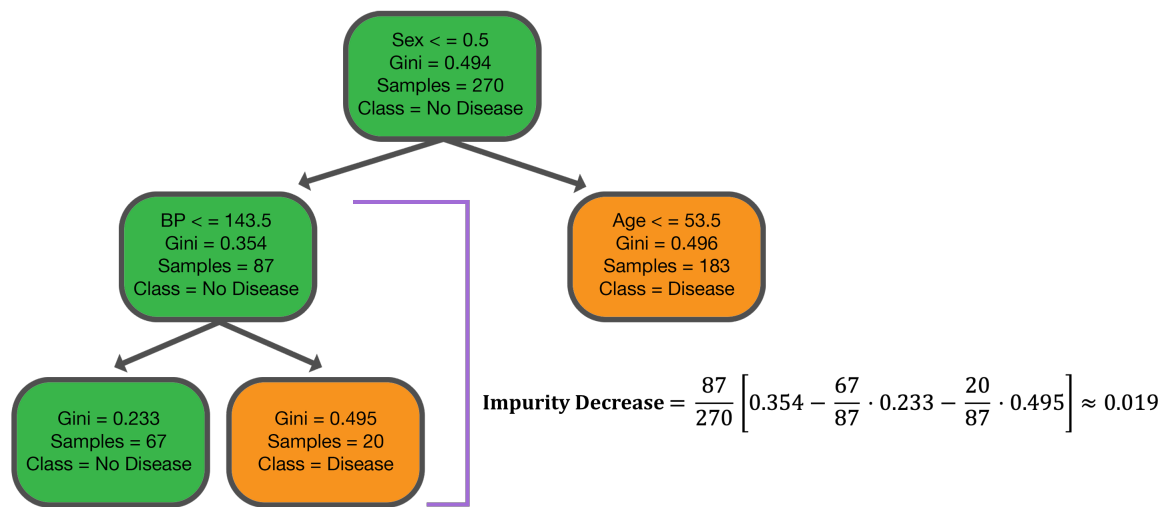 Sex < = 0.5
Gini = 0.494
Samples = 270
Class = No Disease
BP < = 143.5
Gini = 0.354
Samples = 87
Class = No Disease
Age < = 53.5
Gini = 0.496
Samples = 183
Class = Disease
Gini = 0.233
Samples = 67
Class = No Disease
Gini = 0.495
Samples = 20
Class = Disease
Impurity Decrease = 87/270 [0.354 − 67/87 · 0.233 − 20/87 · 0.495] ≈ 0.019